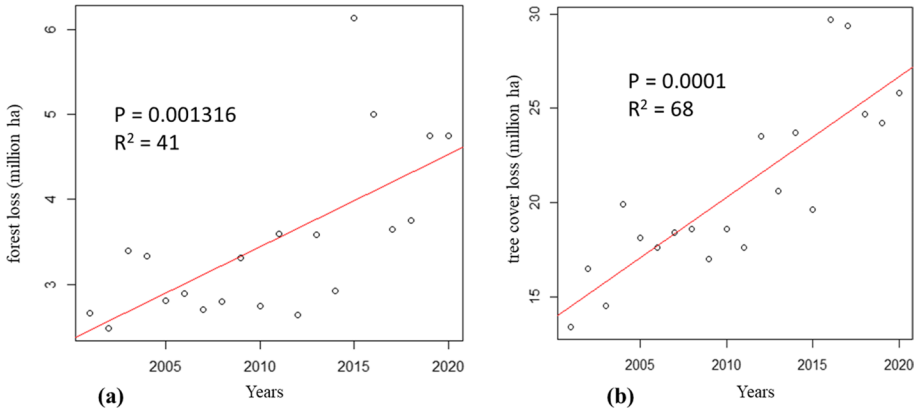 6
5
4
3
forest loss (million ha)
P = 0.001316
R² = 41
2005 2010 2015 2020
Years
(a)
30
25
20
15
tree cover loss (million ha)
P = 0.0001
R² = 68
2005 2010 2015 2020
Years
(b)